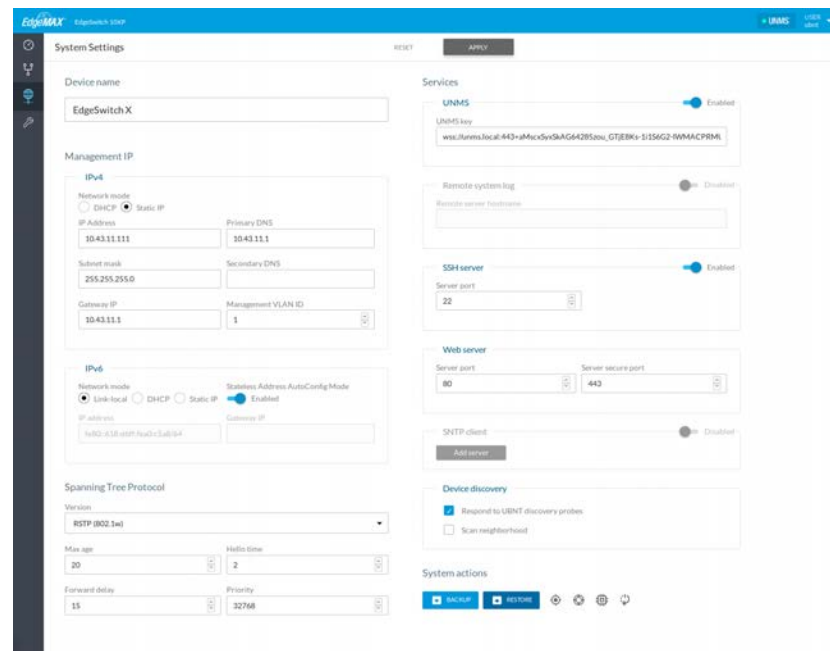 EdgeMAX EdgeSwitch 5SXP
UNMS
USER
ubnt
System Settings
RESET
APPLY
Device name
EdgeSwitch X
Management IP
IPv4
Network mode
DHCP Static IP
IP Address Primary DNS
10.43.11.111 10.43.11.1
Subnet mask Secondary DNS
255.255.255.0
Gateway IP Management VLAN ID
10.43.11.1 1
IPv6
Network mode Stateless Address AutoConfig Mode
Link-local DHCP Static IP Enabled
IP address Gateway IP
Spanning Tree Protocol
Version
RSTP (802.1w)
Max age Hello time
20 2
Forward delay Priority
15 32768
Services
UNMS Enabled
UNMS key
Remote system log Disabled
Remote server hostname
SSH server Enabled
Server port
22
Web server
Server port Server secure port
80 443
SNTP client Disabled
Add server
Device discovery
Respond to UBNT discovery probes
Scan neighborhood
System actions
BACKUP RESTORE